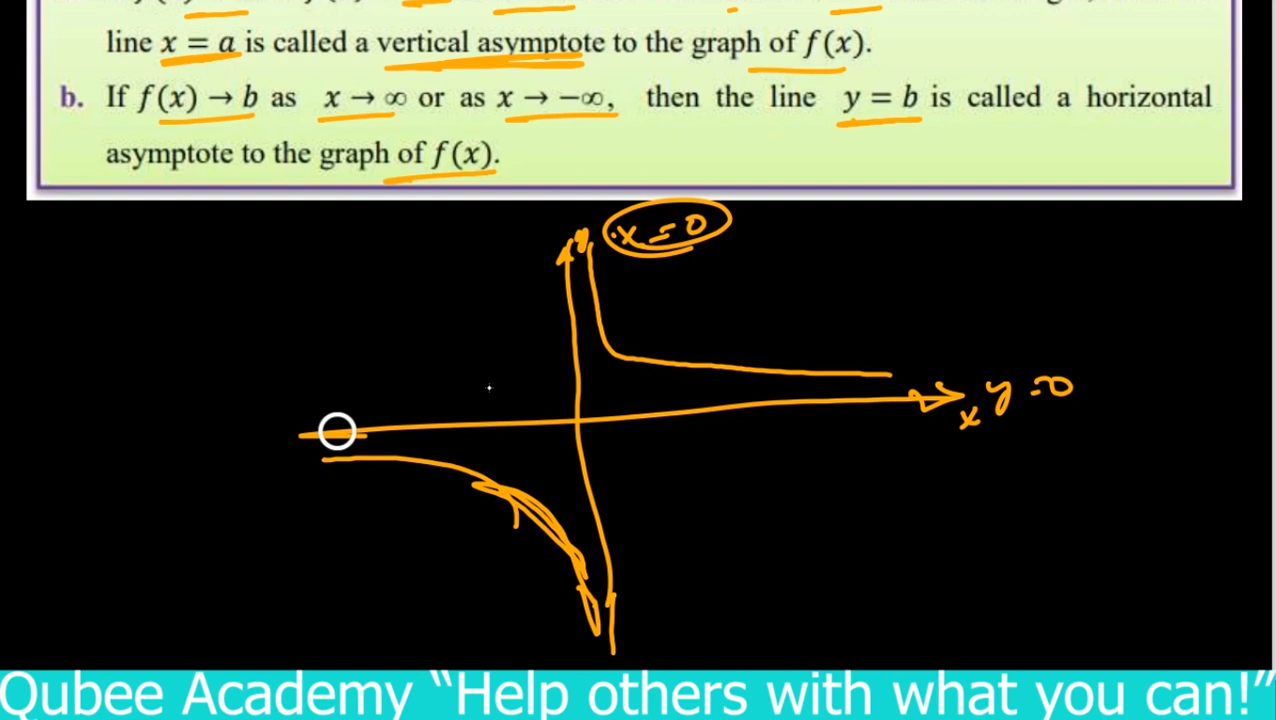 line x = a is called a vertical asymptote to the graph of f(x).
b. If f(x) → b as x → ∞ or as x → −∞, then the line y = b is called a horizontal
asymptote to the graph of f(x).
y
x = 0
y = 0
x
Qubee Academy “Help others with what you can!”